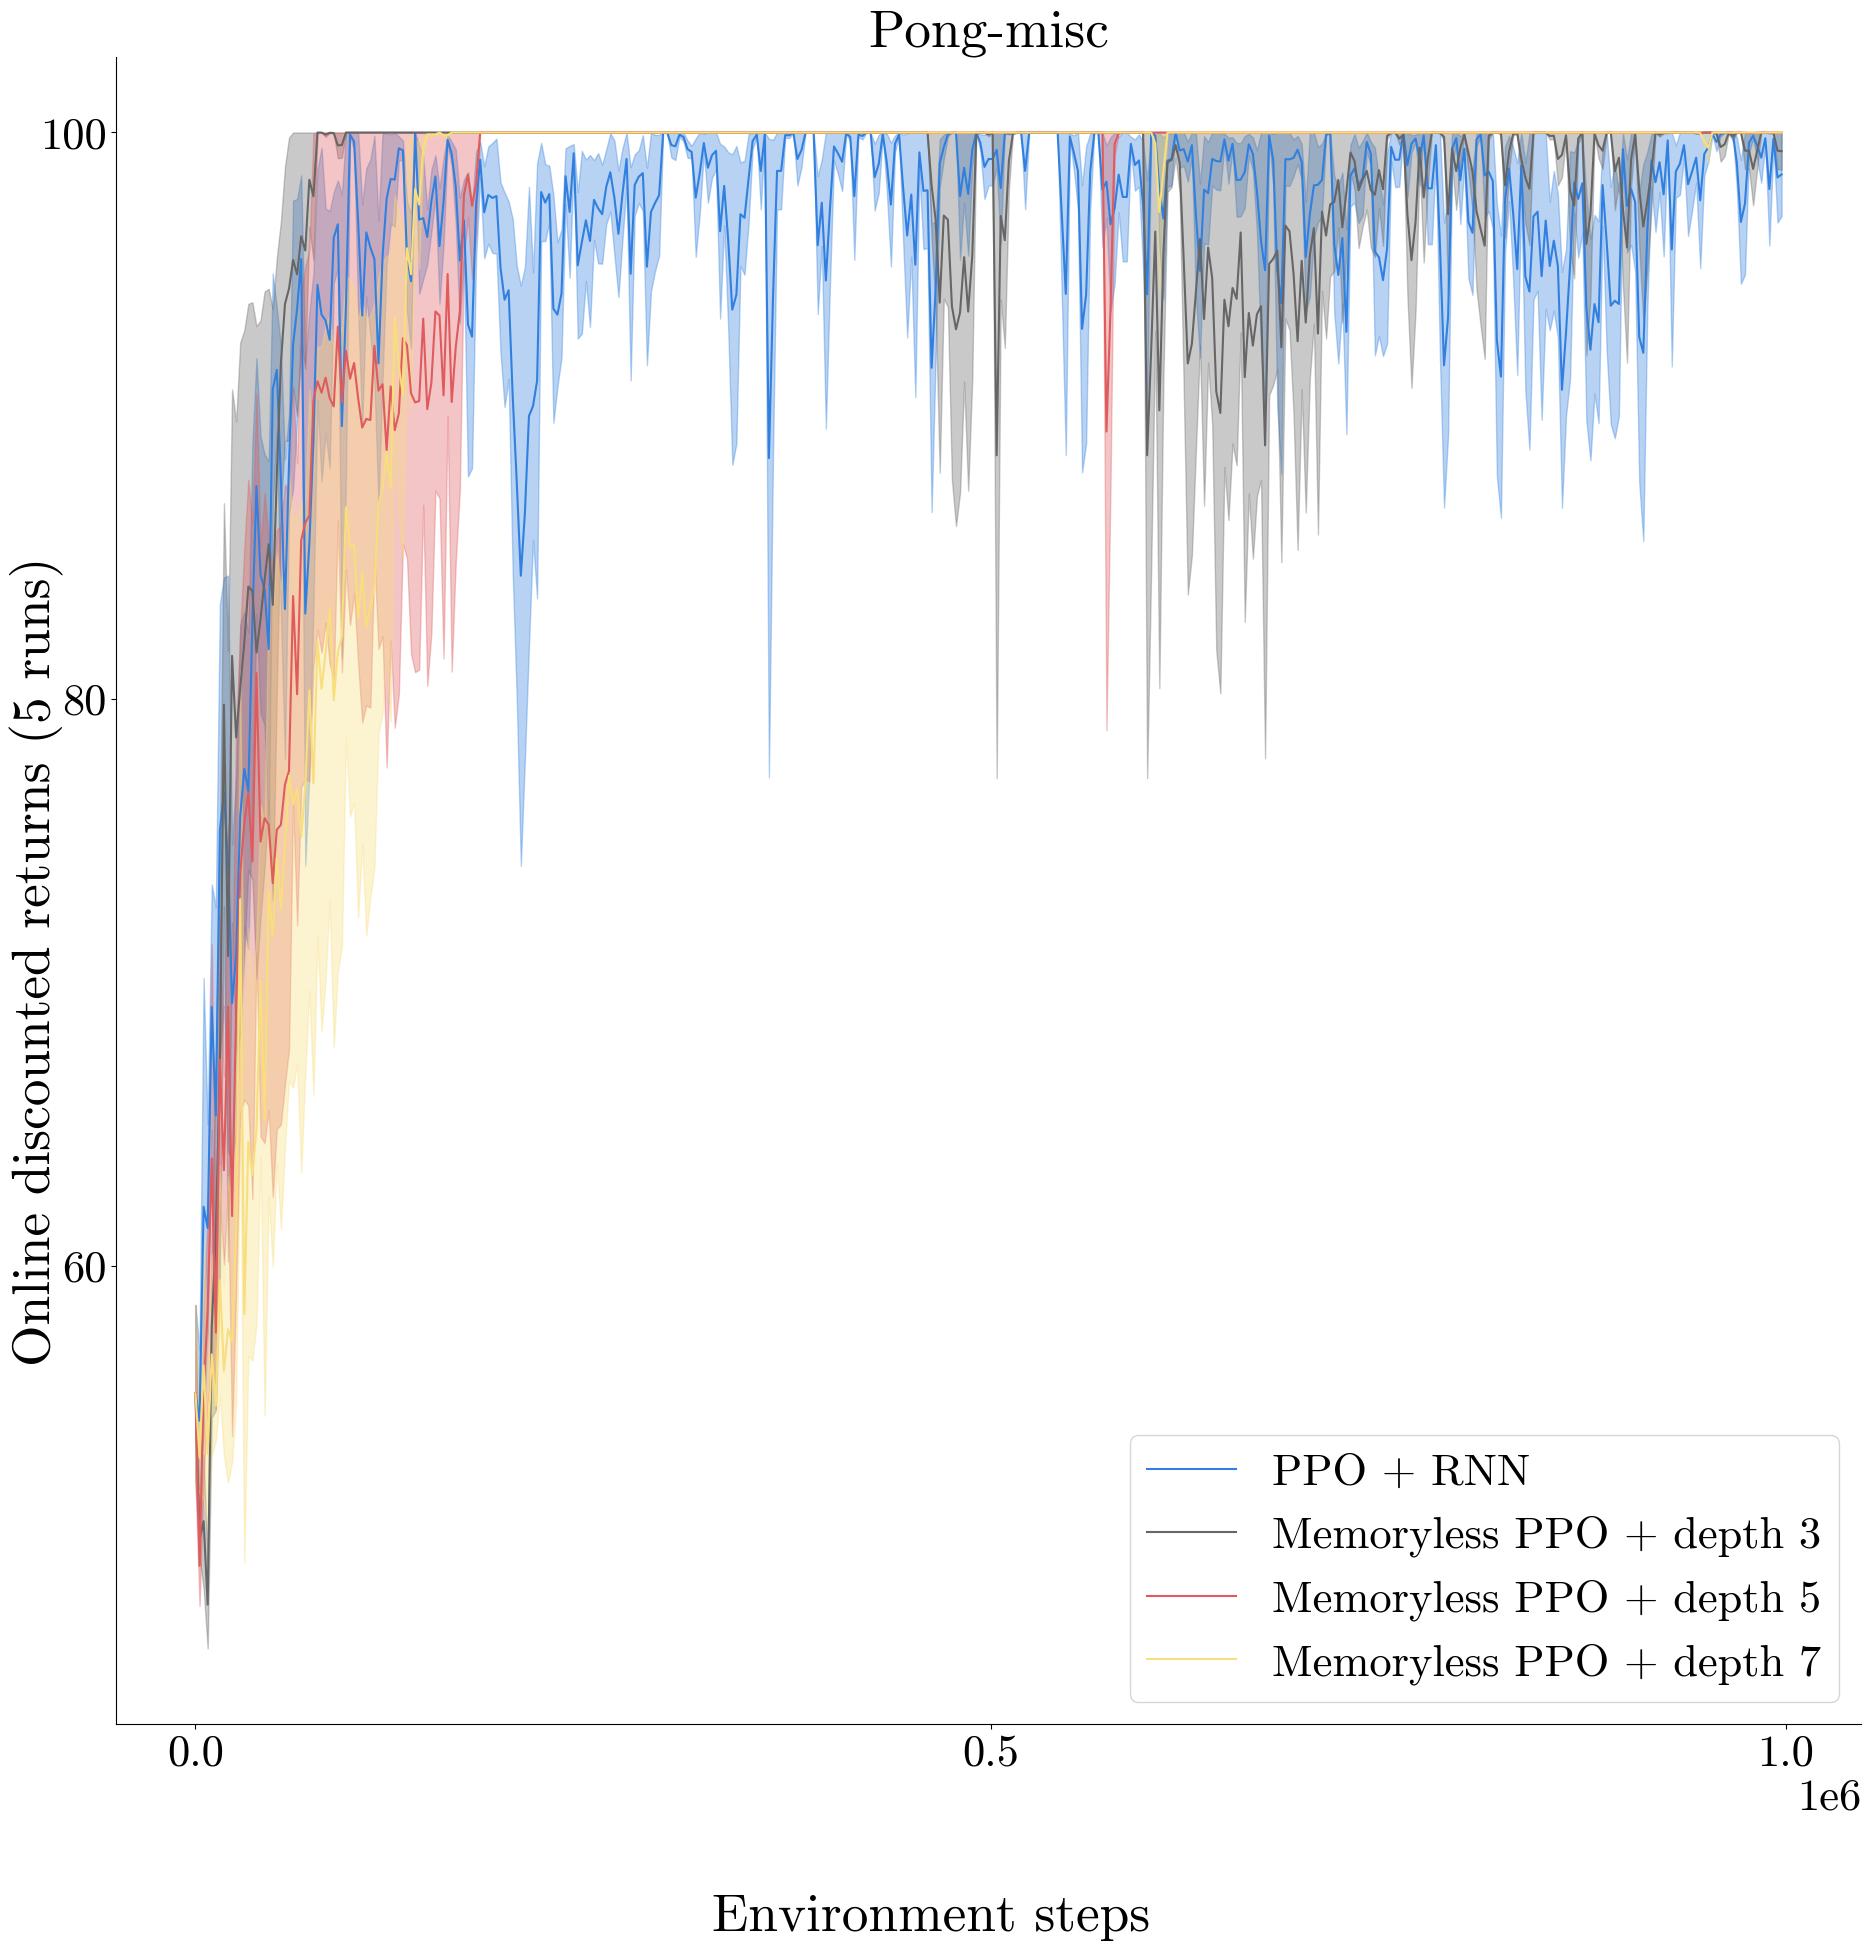 Pong-misc
Online discounted returns (5 runs)
100
80
60
0.0
0.5
1.0
1e6
Environment steps
PPO + RNN
Memoryless PPO + depth 3
Memoryless PPO + depth 5
Memoryless PPO + depth 7